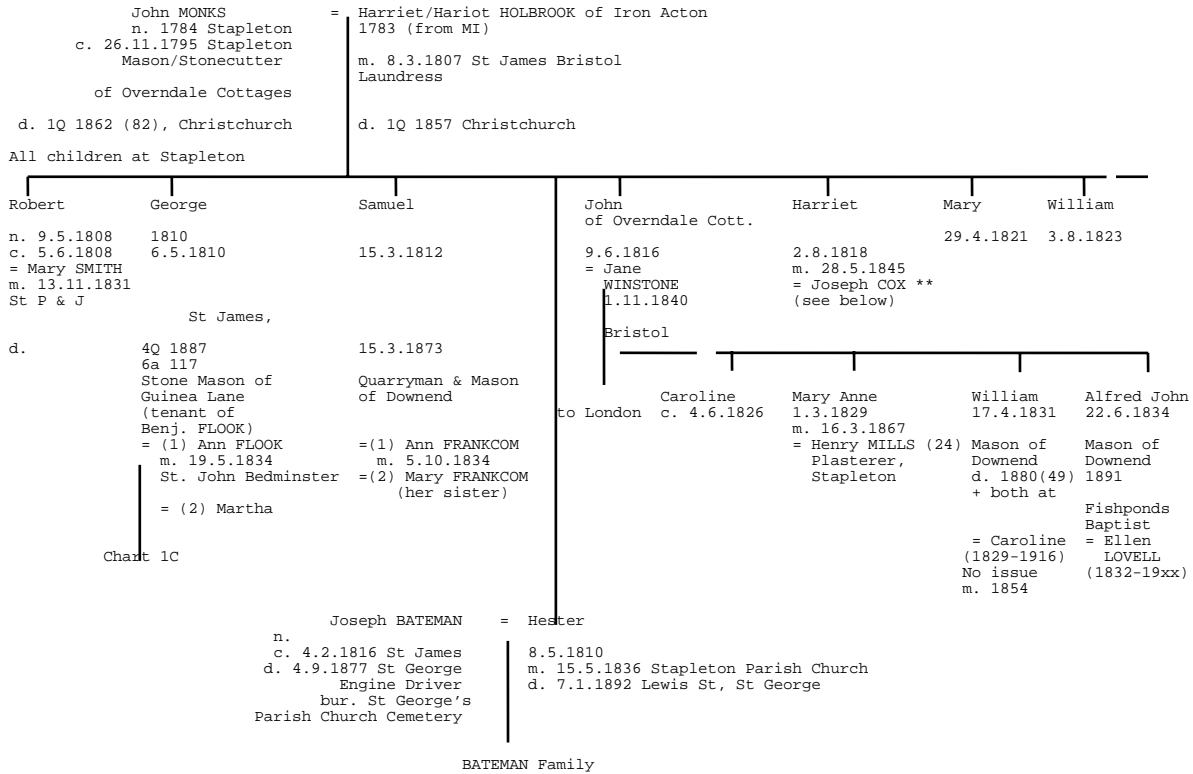 John MONKS = Harriet/Hariot HOLBROOK of Iron Acton
n. 1784 Stapleton 1783 (from MI)
c. 26.11.1795 Stapleton
Mason/Stonecutter m. 8.3.1807 St James Bristol
Laundress
of Overndale Cottages
d. 1Q 1862 (82), Christchurch d. 1Q 1857 Christchurch
All children at Stapleton
Robert George Samuel John Harriet Mary William
of Overndale Cott.
n. 9.5.1808 1810 29.4.1821 3.8.1823
c. 5.6.1808 6.5.1810 15.3.1812 9.6.1816 2.8.1818
= Mary SMITH = Jane m. 28.5.1845
m. 13.11.1831 WINSTONE = Joseph COX **
St P & J 1.11.1840 (see below)
St James,
Bristol
d. 4Q 1887 15.3.1873
6a 117
Stone Mason of Quarryman & Mason
Guinea Lane of Downend Caroline Mary Anne William Alfred John
(tenant of to London c. 4.6.1826 1.3.1829 17.4.1831 22.6.1834
Benj. FLOOK) m. 16.3.1867
= (1) Ann FLOOK =(1) Ann FRANKCOM = Henry MILLS (24) Mason of Mason of
m. 19.5.1834 m. 5.10.1834 Plasterer, Downend Downend
St. John Bedminster =(2) Mary FRANKCOM Stapleton d. 1880(49) 1891
(her sister) + both at
= (2) Martha Fishponds
Baptist
= Caroline = Ellen
Chart 1C (1829-1916) LOVELL
No issue (1832-19xx)
m. 1854
Joseph BATEMAN = Hester
n.
c. 4.2.1816 St James 8.5.1810
d. 4.9.1877 St George m. 15.5.1836 Stapleton Parish Church
Engine Driver d. 7.1.1892 Lewis St, St George
bur. St George's
Parish Church Cemetery
BATEMAN Family